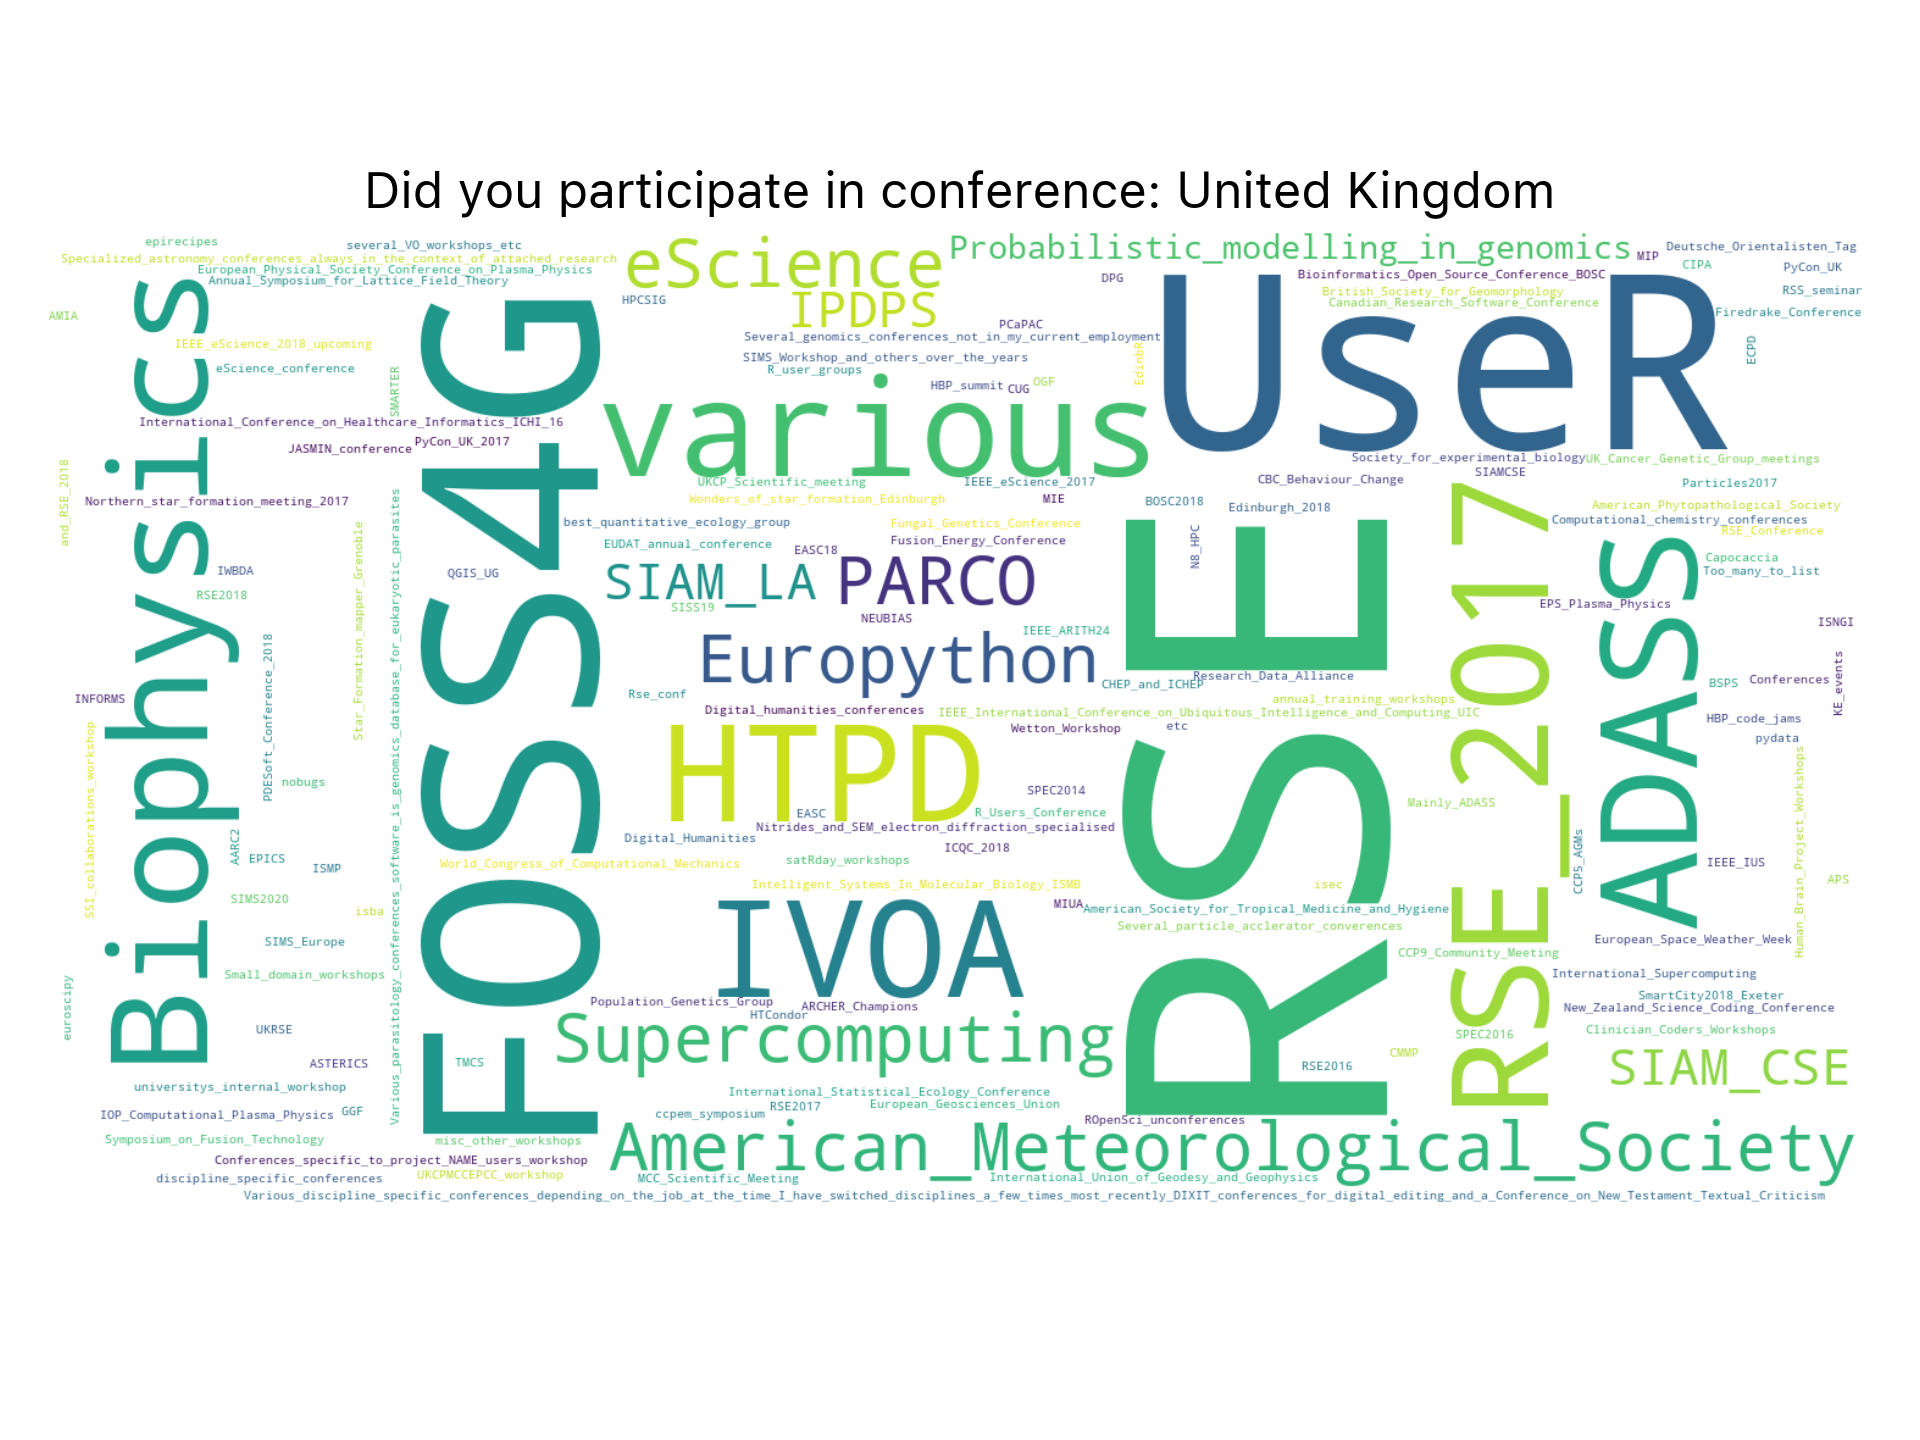 Did you participate in conference: United Kingdom
epirecipes
several_VO_workshops_etc
eScience
Probabilistic_modelling_in_genomics
MIP
Deutsche_Orientalisten_Tag
Specialized_astronomy_conferences_always_in_the_context_of_attached_research
European_Physical_Society_Conference_on_Plasma_Physics
Annual_Symposium_for_Lattice_Field_Theory
DPG
Bioinformatics_Open_Source_Conference_BOSC
CIPA
PyCon_UK
British_Society_for_Geomorphology
Canadian_Research_Software_Conference
RSS_seminar
Firedrake_Conference
HPCSIG
IPDPS
UseR
AMIA
PCaPAC
Several_genomics_conferences_not_in_my_current_employment
EdinbR
ECPD
IEEE_eScience_2018_upcoming
SIMS_Workshop_and_others_over_the_years
eScience_conference
R_user_groups
SMARTER
HBP_summit
CUG
OGF
various
Biophysics
FOSS4G
International_Conference_on_Healthcare_Informatics_ICHI_16
JASMIN_conference
PyCon_UK_2017
and_RSE_2018
Society_for_experimental_biology
UK_Cancer_Genetic_Group_meetings
SIAMCSE
UKCP_Scientific_meeting
IEEE_eScience_2017
CBC_Behaviour_Change
Particles2017
Northern_star_formation_meeting_2017
Wonders_of_star_formation_Edinburgh
MIE
BOSC2018
Edinburgh_2018
American_Phytopathological_Society
best_quantitative_ecology_group
Fungal_Genetics_Conference
Computational_chemistry_conferences
RSE_Conference
EUDAT_annual_conference
EASC18
Fusion_Energy_Conference
N8_HPC
Capocaccia
Too_many_to_list
IWBDA
QGIS_UG
RSE2018
SIAM_LA
PARCO
RSE
RSE_2017
ADASS
Star_Formation_mapper_Grenoble
Various_parasitology_conferences_software_is_genomics_database_for_eukaryotic_parasites
SISS19
NEUBIAS
EPS_Plasma_Physics
ISNGI
IEEE_ARITH24
Europython
PDESoft_Conference_2018
INFORMS
Rse_conf
CHEP_and_ICHEP
Research_Data_Alliance
BSPS
Conferences
KE_events
annual_training_workshops
Digital_humanities_conferences
IEEE_International_Conference_on_Ubiquitous_Intelligence_and_Computing_UIC
Wetton_Workshop
etc
HBP_code_jams
pydata
SSI_collaborations_workshop
HTPD
nobugs
SPEC2014
Mainly_ADASS
Human_Brain_Project_Workshops
EASC
R_Users_Conference
Nitrides_and_SEM_electron_diffraction_specialised
Digital_Humanities
ICQC_2018
AARC2
EPICS
ISMP
World_Congress_of_Computational_Mechanics
satRday_workshops
CCP5_AGMs
IEEE_IUS
APS
Intelligent_Systems_In_Molecular_Biology_ISMB
isec
SIMS2020
isba
IVOA
MIUA
American_Society_for_Tropical_Medicine_and_Hygiene
Several_particle_acclerator_converences
SIMS_Europe
European_Space_Weather_Week
CCP9_Community_Meeting
Small_domain_workshops
International_Supercomputing
euroscipy
SmartCity2018_Exeter
Population_Genetics_Group
ARCHER_Champions
HTCondor
New_Zealand_Science_Coding_Conference
UKRSE
Clinician_Coders_Workshops
SPEC2016
Supercomputing
CMMP
ASTERICS
TMCS
RSE2016
SIAM_CSE
universitys_internal_workshop
International_Statistical_Ecology_Conference
RSE2017
European_Geosciences_Union
IOP_Computational_Plasma_Physics
GGF
ccpem_symposium
ROpenSci_unconferences
Symposium_on_Fusion_Technology
misc_other_workshops
American_Meteorological_Society
Conferences_specific_to_project_NAME_users_workshop
discipline_specific_conferences
UKCPMCCEPCC_workshop
MCC_Scientific_Meeting
International_Union_of_Geodesy_and_Geophysics
Various_discipline_specific_conferences_depending_on_the_job_at_the_time_I_have_switched_disciplines_a_few_times_most_recently_DIXIT_conferences_for_digital_editing_and_a_Conference_on_New_Testament_Textual_Criticism